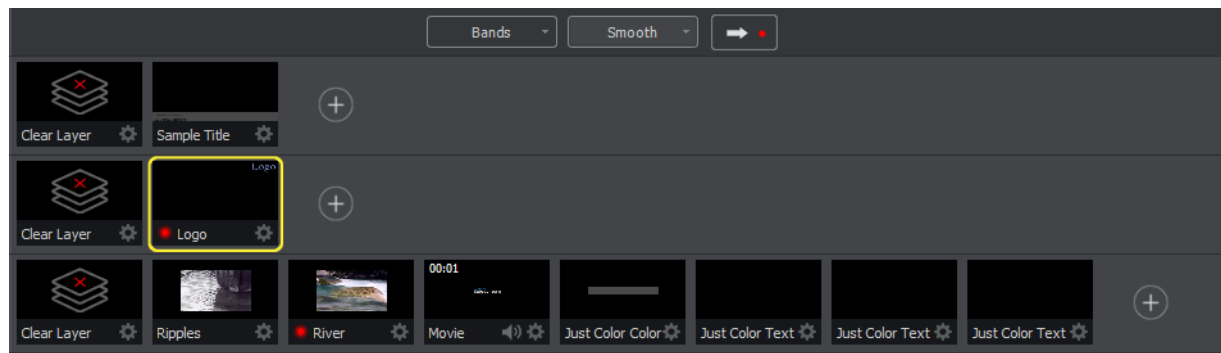 Bands
Smooth
Clear Layer
Sample Title
Logo
Clear Layer
Logo
00:01
Clear Layer
Ripples
River
Movie
Just Color Color
Just Color Text
Just Color Text
Just Color Text